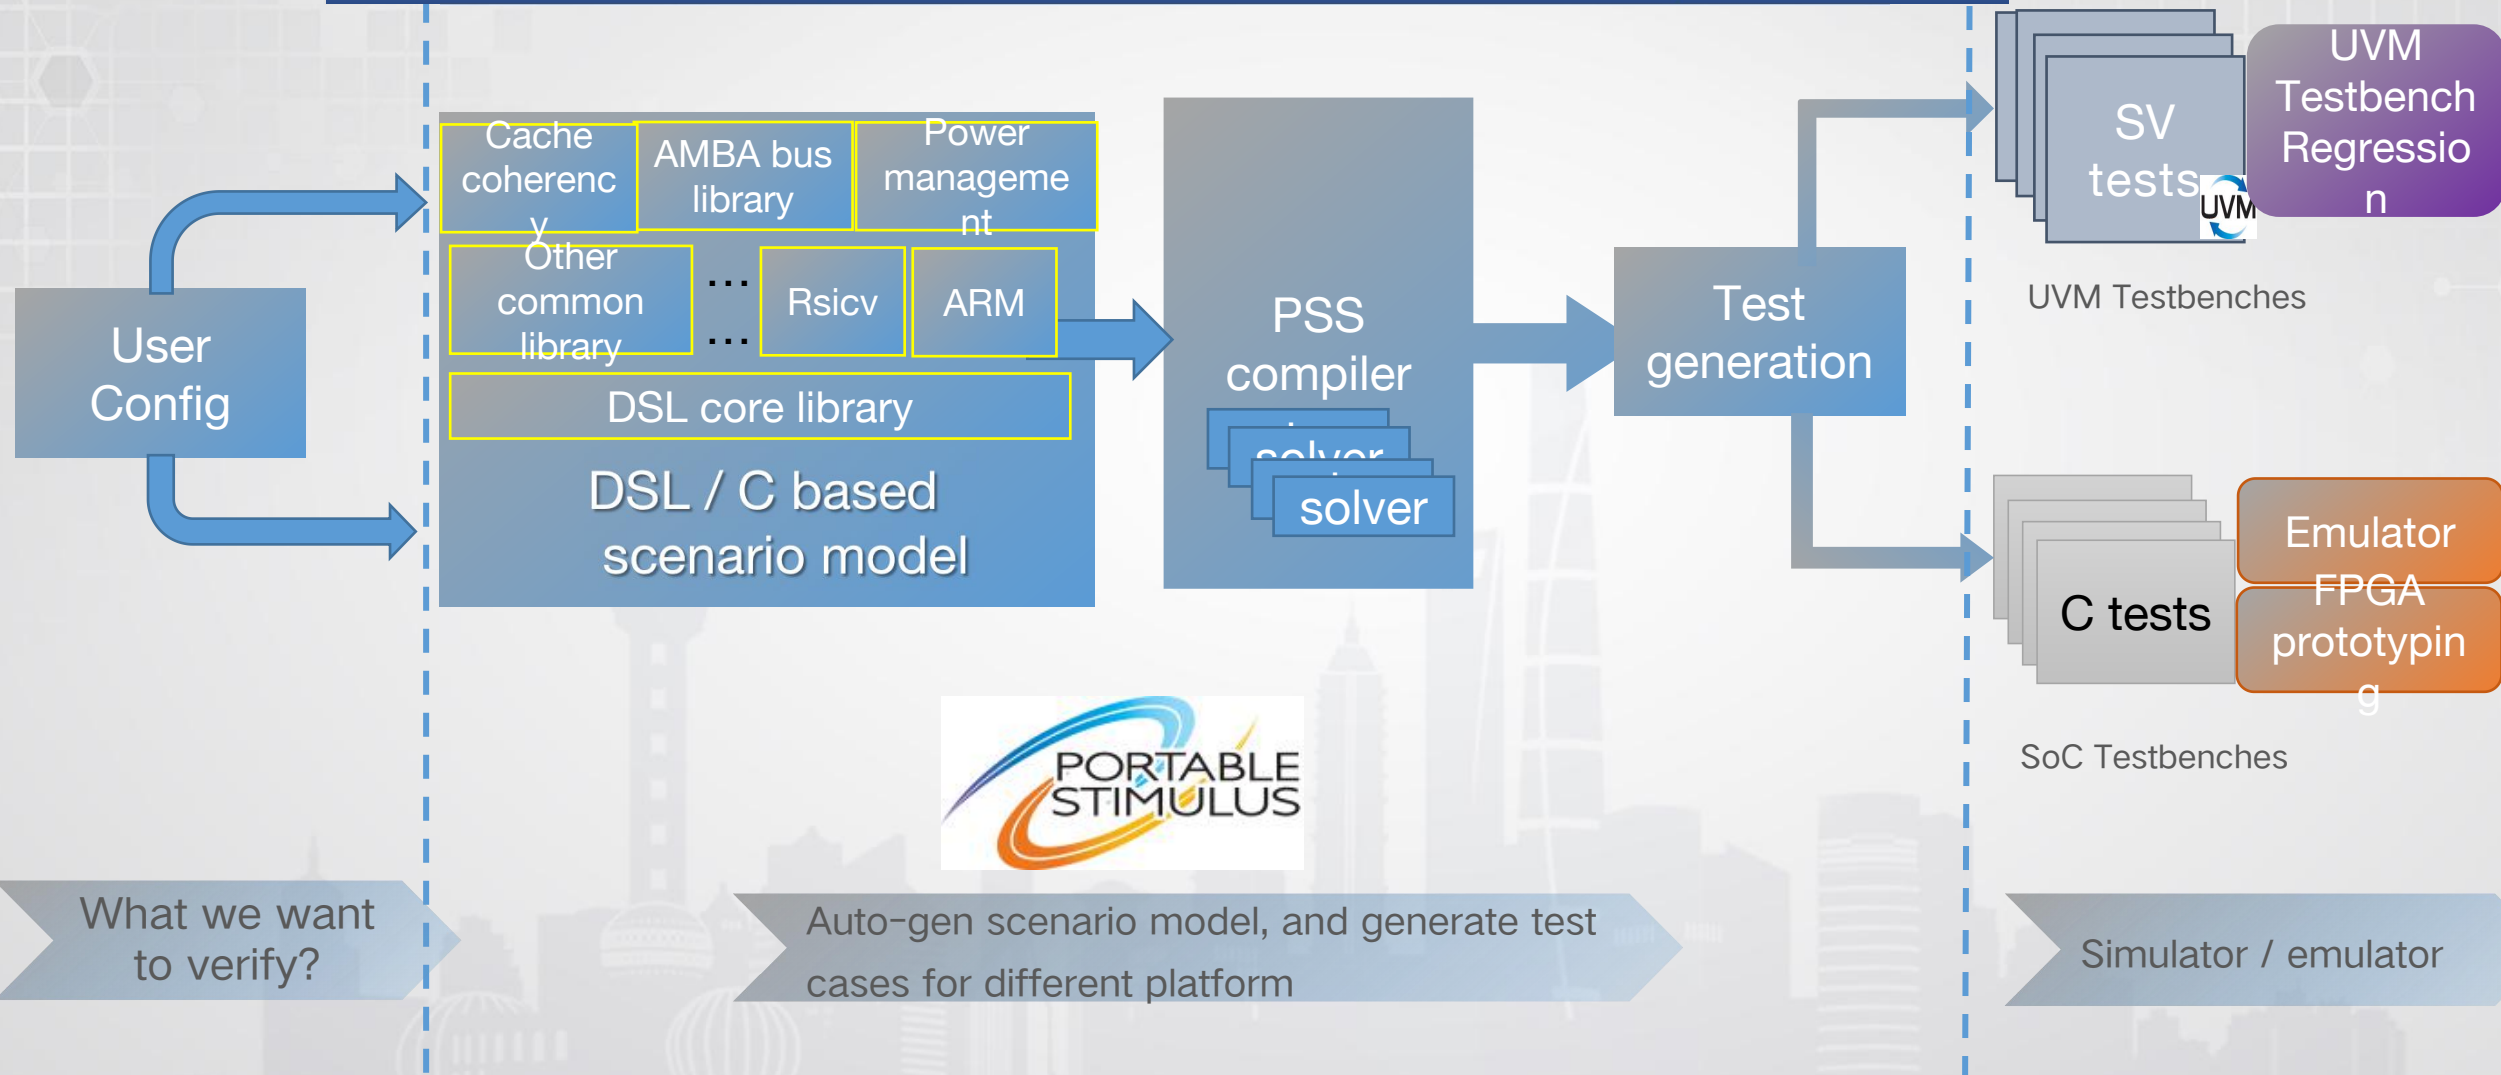 User
Config
Cache
coherenc
y
AMBA bus
library
Power
manageme
nt
Other
common
library
...
...
Rsicv
ARM
DSL core library
DSL / C based
scenario model
PSS
compiler
solver
solver
Test
generation
SV
tests
UVM
UVM
Testbench
Regressio
n
UVM Testbenches
C tests
Emulator
FPGA
prototypin
g
SoC Testbenches
PORTABLE
STIMULUS
What we want
to verify?
Auto-gen scenario model, and generate test
cases for different platform
Simulator / emulator